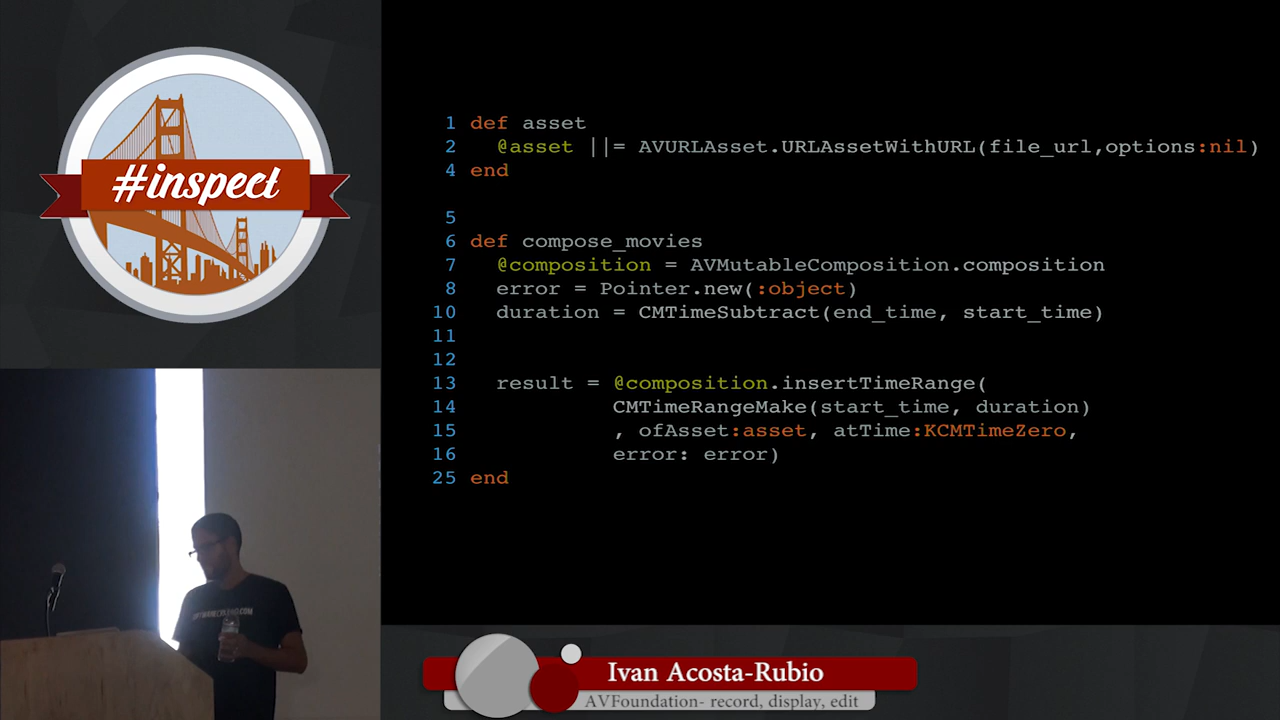 #inspect
1 def asset
2 @asset ||= AVURLAsset.URLAssetWithURL(file_url,options:nil)
4 end
5
6 def compose_movies
7 @composition = AVMutableComposition.composition
8 error = Pointer.new(:object)
10 duration = CMTimeSubtract(end_time, start_time)
11
12
13 result = @composition.insertTimeRange(
14 CMTimeRangeMake(start_time, duration)
15 , ofAsset:asset, atTime:KCMTimeZero,
16 error: error)
25 end
Ivan Acosta-Rubio
AVFoundation- record, display, edit